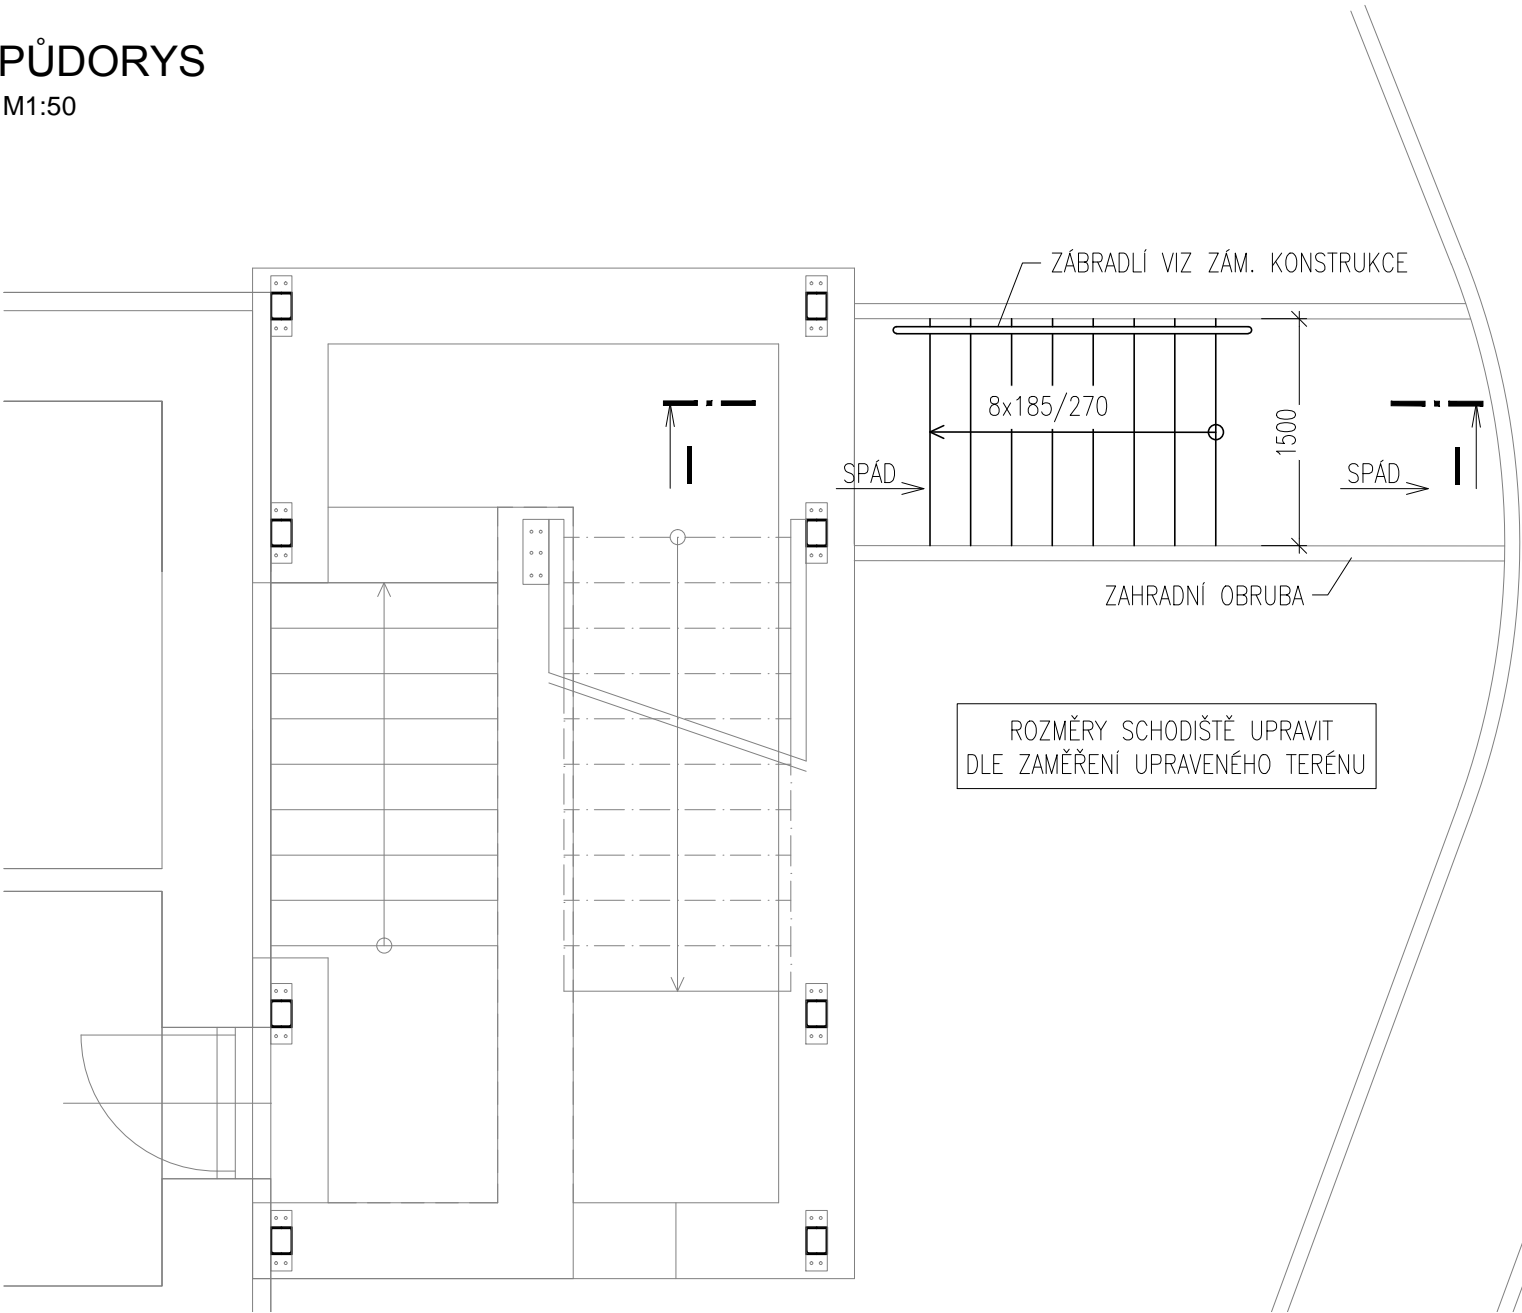 PŮDORYS
M1:50
ZÁBRADLÍ VIZ ZÁM. KONSTRUKCE
8x185/270
1500
SPÁD
SPÁD
I
I
ZAHRADNÍ OBRUBA
ROZMĚRY SCHODIŠTĚ UPRAVIT
DLE ZAMĚŘENÍ UPRAVENÉHO TERÉNU